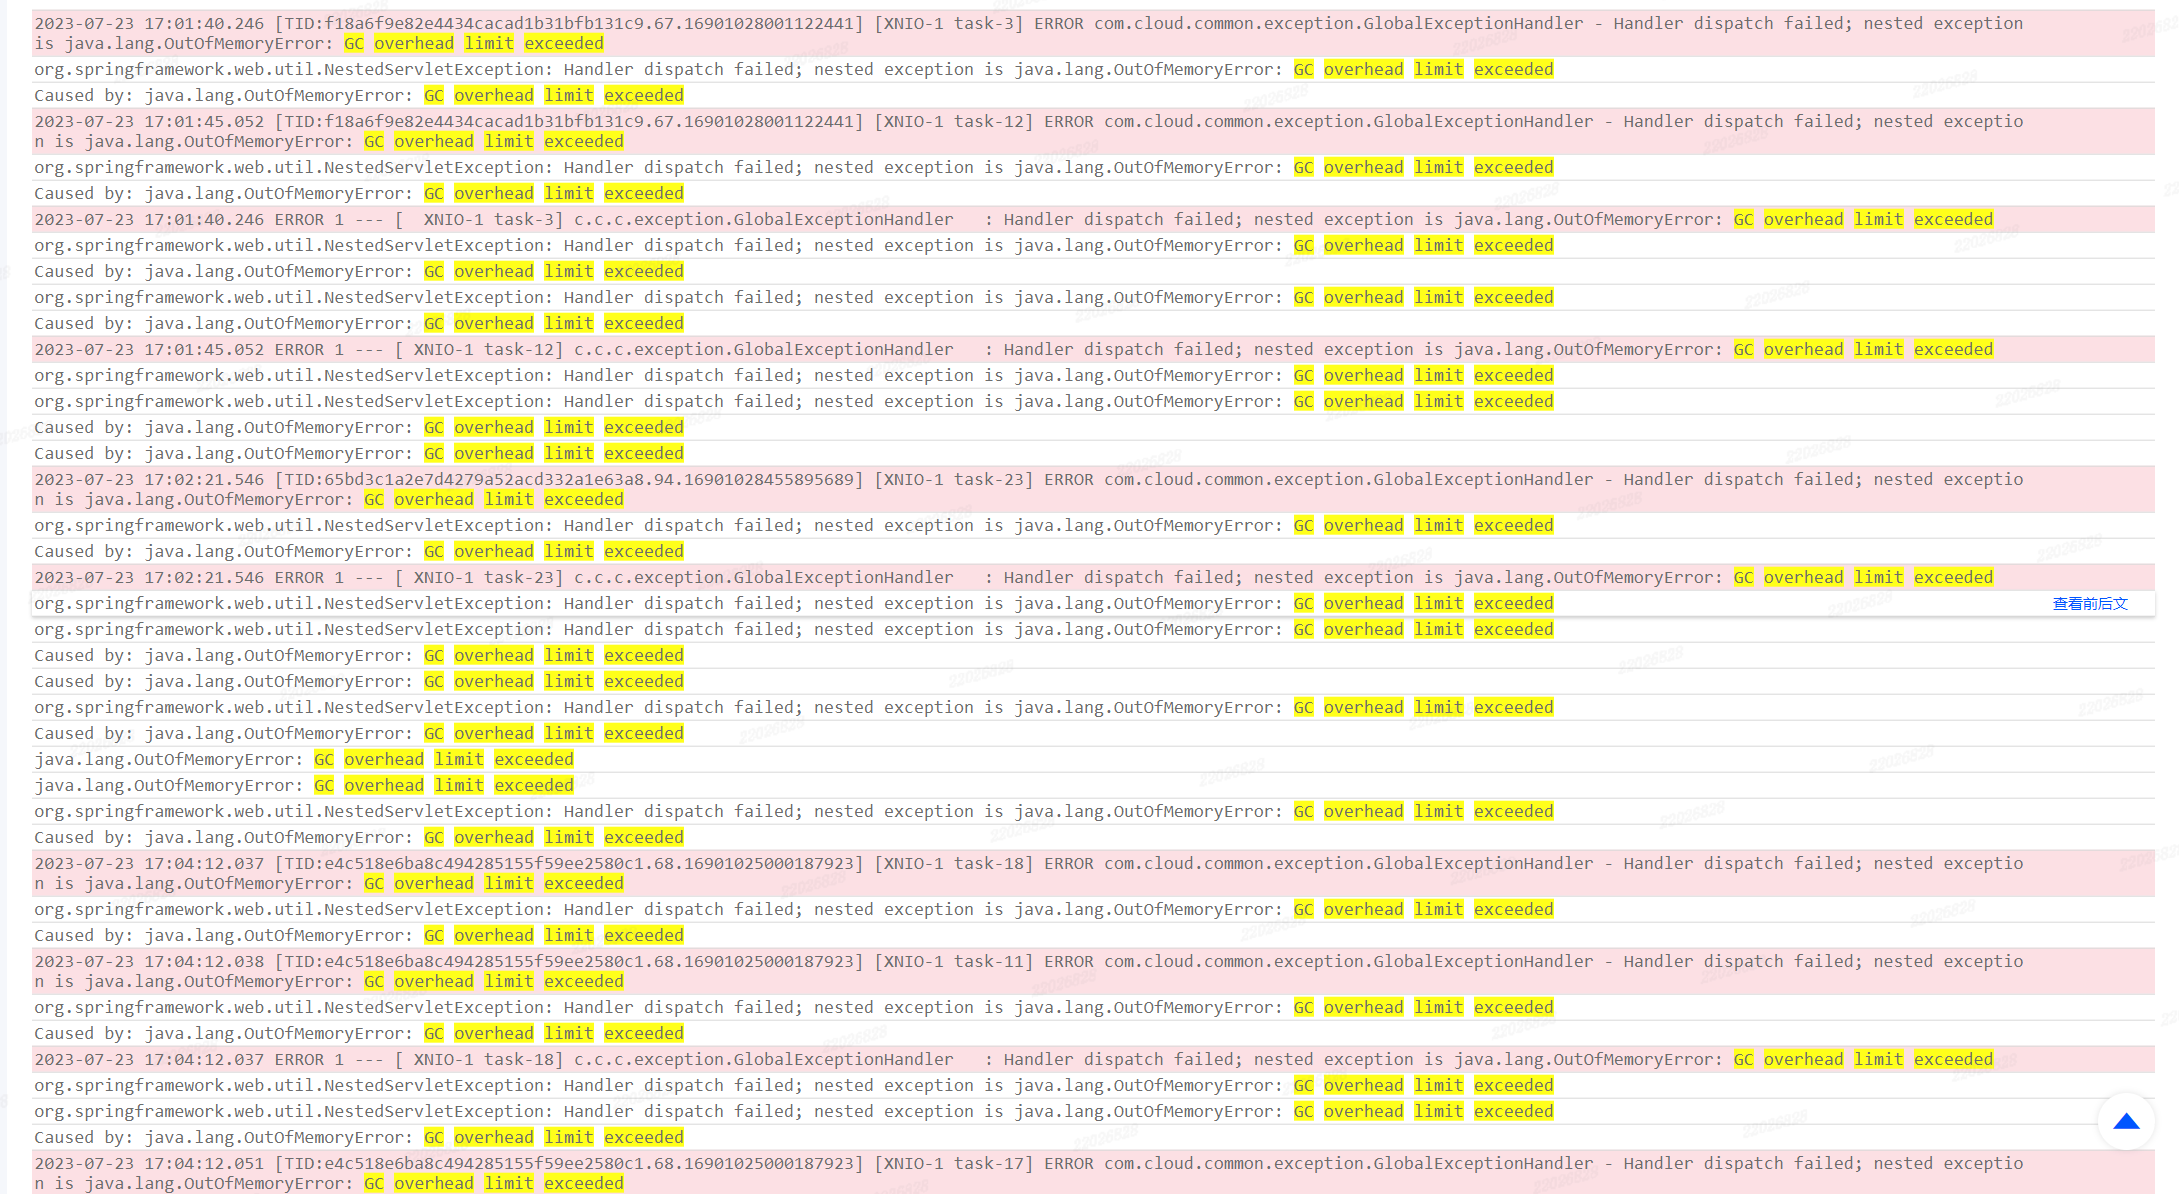 2023-07-23 17:01:40.246 [TID:f18a6f9e82e4434cacad1b31bfb131c9.67.16901028001122441] [XNIO-1 task-3] ERROR com.cloud.common.exception.GlobalExceptionHandler - Handler dispatch failed; nested exception
is java.lang.OutOfMemoryError: GC overhead limit exceeded
org.springframework.web.util.NestedServletException: Handler dispatch failed; nested exception is java.lang.OutOfMemoryError: GC overhead limit exceeded
Caused by: java.lang.OutOfMemoryError: GC overhead limit exceeded
2023-07-23 17:01:45.052 [TID:f18a6f9e82e4434cacad1b31bfb131c9.67.16901028001122441] [XNIO-1 task-12] ERROR com.cloud.common.exception.GlobalExceptionHandler - Handler dispatch failed; nested exceptio
n is java.lang.OutOfMemoryError: GC overhead limit exceeded
org.springframework.web.util.NestedServletException: Handler dispatch failed; nested exception is java.lang.OutOfMemoryError: GC overhead limit exceeded
Caused by: java.lang.OutOfMemoryError: GC overhead limit exceeded
2023-07-23 17:01:40.246 ERROR 1 --- [  XNIO-1 task-3] c.c.c.exception.GlobalExceptionHandler   : Handler dispatch failed; nested exception is java.lang.OutOfMemoryError: GC overhead limit exceeded
org.springframework.web.util.NestedServletException: Handler dispatch failed; nested exception is java.lang.OutOfMemoryError: GC overhead limit exceeded
Caused by: java.lang.OutOfMemoryError: GC overhead limit exceeded
org.springframework.web.util.NestedServletException: Handler dispatch failed; nested exception is java.lang.OutOfMemoryError: GC overhead limit exceeded
Caused by: java.lang.OutOfMemoryError: GC overhead limit exceeded
2023-07-23 17:01:45.052 ERROR 1 --- [ XNIO-1 task-12] c.c.c.exception.GlobalExceptionHandler   : Handler dispatch failed; nested exception is java.lang.OutOfMemoryError: GC overhead limit exceeded
org.springframework.web.util.NestedServletException: Handler dispatch failed; nested exception is java.lang.OutOfMemoryError: GC overhead limit exceeded
org.springframework.web.util.NestedServletException: Handler dispatch failed; nested exception is java.lang.OutOfMemoryError: GC overhead limit exceeded
Caused by: java.lang.OutOfMemoryError: GC overhead limit exceeded
Caused by: java.lang.OutOfMemoryError: GC overhead limit exceeded
2023-07-23 17:02:21.546 [TID:65bd3c1a2e7d4279a52acd332a1e63a8.94.16901028455895689] [XNIO-1 task-23] ERROR com.cloud.common.exception.GlobalExceptionHandler - Handler dispatch failed; nested exceptio
n is java.lang.OutOfMemoryError: GC overhead limit exceeded
org.springframework.web.util.NestedServletException: Handler dispatch failed; nested exception is java.lang.OutOfMemoryError: GC overhead limit exceeded
Caused by: java.lang.OutOfMemoryError: GC overhead limit exceeded
2023-07-23 17:02:21.546 ERROR 1 --- [ XNIO-1 task-23] c.c.c.exception.GlobalExceptionHandler   : Handler dispatch failed; nested exception is java.lang.OutOfMemoryError: GC overhead limit exceeded
org.springframework.web.util.NestedServletException: Handler dispatch failed; nested exception is java.lang.OutOfMemoryError: GC overhead limit exceeded 查看前后文
org.springframework.web.util.NestedServletException: Handler dispatch failed; nested exception is java.lang.OutOfMemoryError: GC overhead limit exceeded
Caused by: java.lang.OutOfMemoryError: GC overhead limit exceeded
Caused by: java.lang.OutOfMemoryError: GC overhead limit exceeded
org.springframework.web.util.NestedServletException: Handler dispatch failed; nested exception is java.lang.OutOfMemoryError: GC overhead limit exceeded
Caused by: java.lang.OutOfMemoryError: GC overhead limit exceeded
java.lang.OutOfMemoryError: GC overhead limit exceeded
java.lang.OutOfMemoryError: GC overhead limit exceeded
org.springframework.web.util.NestedServletException: Handler dispatch failed; nested exception is java.lang.OutOfMemoryError: GC overhead limit exceeded
Caused by: java.lang.OutOfMemoryError: GC overhead limit exceeded
2023-07-23 17:04:12.037 [TID:e4c518e6ba8c494285155f59ee2580c1.68.16901025000187923] [XNIO-1 task-18] ERROR com.cloud.common.exception.GlobalExceptionHandler - Handler dispatch failed; nested exceptio
n is java.lang.OutOfMemoryError: GC overhead limit exceeded
org.springframework.web.util.NestedServletException: Handler dispatch failed; nested exception is java.lang.OutOfMemoryError: GC overhead limit exceeded
Caused by: java.lang.OutOfMemoryError: GC overhead limit exceeded
2023-07-23 17:04:12.038 [TID:e4c518e6ba8c494285155f59ee2580c1.68.16901025000187923] [XNIO-1 task-11] ERROR com.cloud.common.exception.GlobalExceptionHandler - Handler dispatch failed; nested exceptio
n is java.lang.OutOfMemoryError: GC overhead limit exceeded
org.springframework.web.util.NestedServletException: Handler dispatch failed; nested exception is java.lang.OutOfMemoryError: GC overhead limit exceeded
Caused by: java.lang.OutOfMemoryError: GC overhead limit exceeded
2023-07-23 17:04:12.037 ERROR 1 --- [ XNIO-1 task-18] c.c.c.exception.GlobalExceptionHandler   : Handler dispatch failed; nested exception is java.lang.OutOfMemoryError: GC overhead limit exceeded
org.springframework.web.util.NestedServletException: Handler dispatch failed; nested exception is java.lang.OutOfMemoryError: GC overhead limit exceeded
org.springframework.web.util.NestedServletException: Handler dispatch failed; nested exception is java.lang.OutOfMemoryError: GC overhead limit exceeded
Caused by: java.lang.OutOfMemoryError: GC overhead limit exceeded
2023-07-23 17:04:12.051 [TID:e4c518e6ba8c494285155f59ee2580c1.68.16901025000187923] [XNIO-1 task-17] ERROR com.cloud.common.exception.GlobalExceptionHandler - Handler dispatch failed; nested exceptio
n is java.lang.OutOfMemoryError: GC overhead limit exceeded